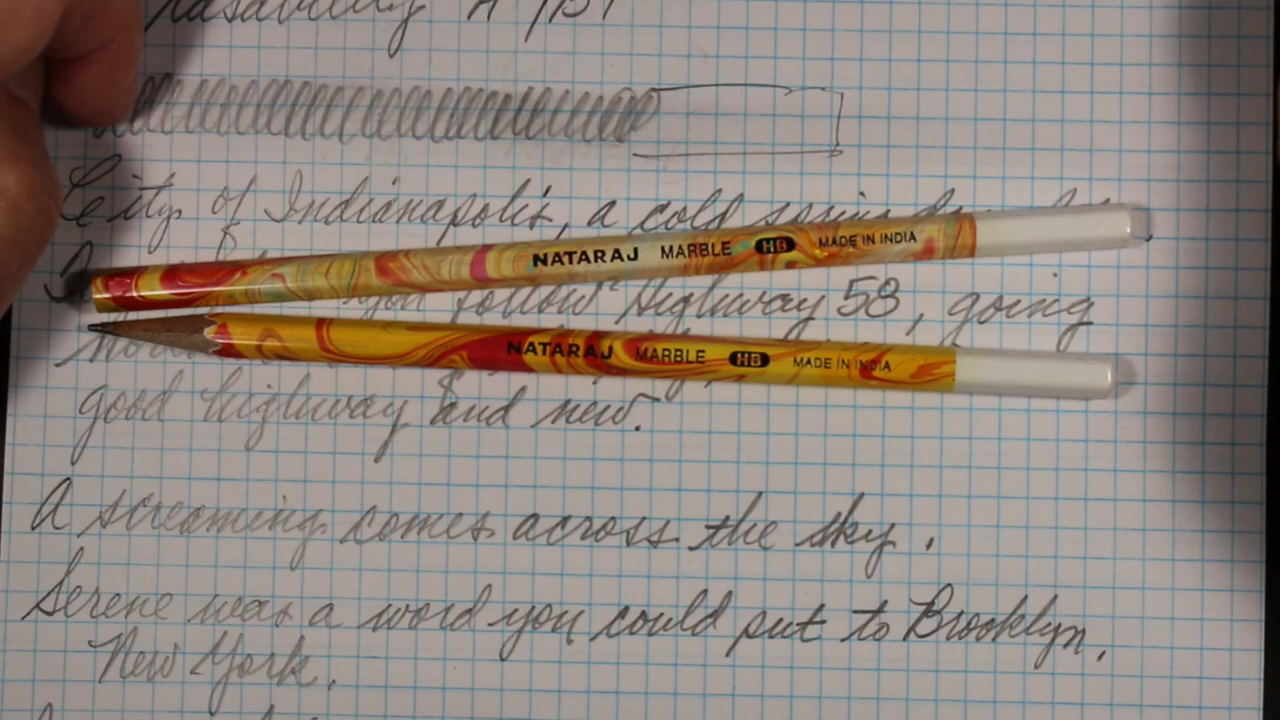 City of Indianapolis, a cold
NATARAJ MARBLE HB MADE IN INDIA
you follow Highway 58, going
NATARAJ MARBLE HB MADE IN INDIA
good highway and new.
A screaming comes across the sky.
Serene was a word you could put to Brooklyn,
New York.